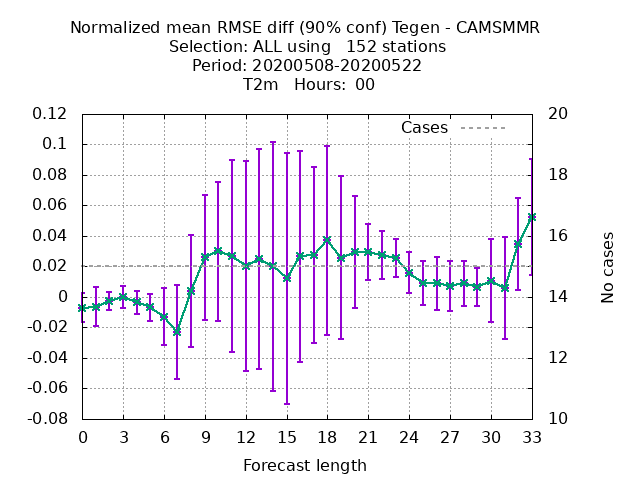 Normalized mean RMSE diff (90% conf) Tegen - CAMSMMR
Selection: ALL using   152 stations
Period: 20200508-20200522
T2m   Hours:  00
0.12
0.1
0.08
0.06
0.04
0.02
0
-0.02
-0.04
-0.06
-0.08
Cases
20
18
16
14
12
10
No cases
0 3 6 9 12 15 18 21 24 27 30 33
Forecast length